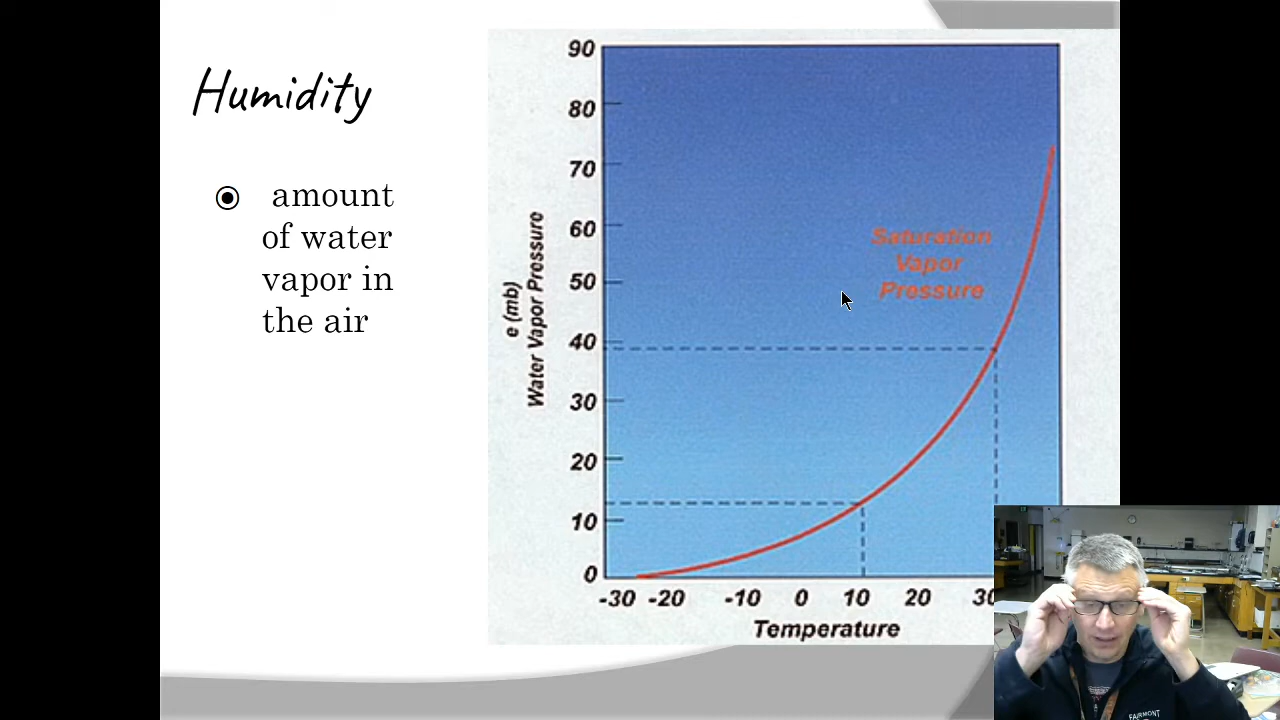 Humidity
amount
of water
vapor in
the air
90
80
70
60
50
40
30
20
10
0
e (mb)
Water Vapor Pressure
Saturation
Vapor
Pressure
-30 -20 -10 0 10 20 30
Temperature
FAIRMONT